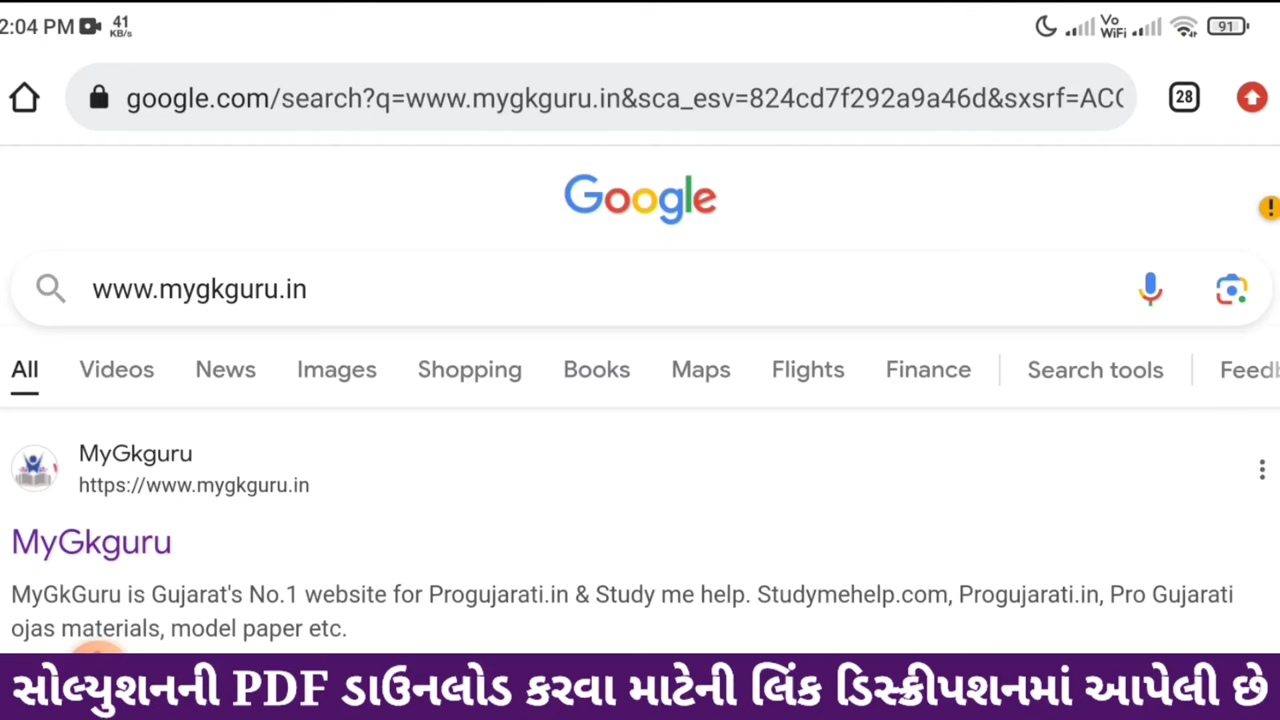 2:04 PM 41 KB/s Vo WiFi 91
google.com/search?q=www.mygkguru.in&sca_esv=824cd7f292a9a46d&sxsrf=AC 28
Google
www.mygkguru.in
All Videos News Images Shopping Books Maps Flights Finance Search tools Feedb
MyGkguru
https://www.mygkguru.in
MyGkguru
MyGkGuru is Gujarat's No.1 website for Progujarati.in & Study me help. Studymehelp.com, Progujarati.in, Pro Gujarati
ojas materials, model paper etc.
સોલ્યુશનની PDF ડાઉનલોડ કરવા માટેની લિંક ડિસ્ક્રીપશનમાં આપેલી છે